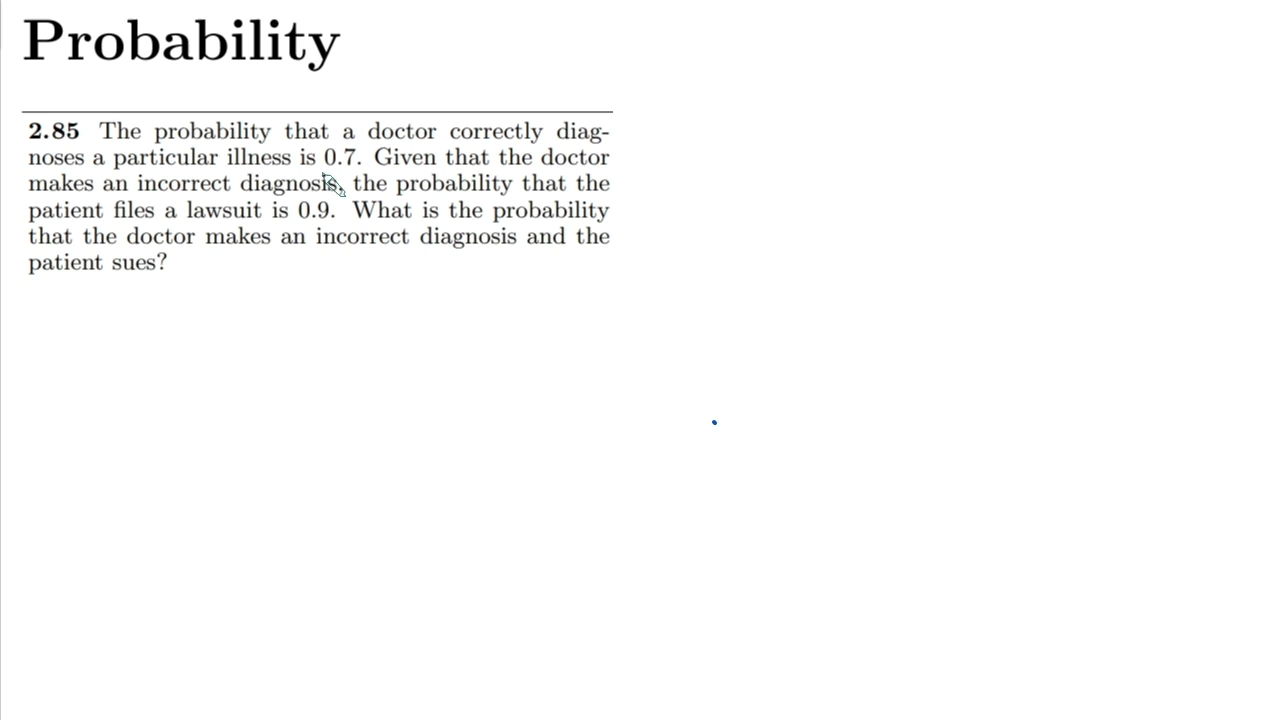 Probability
2.85 The probability that a doctor correctly diag-
noses a particular illness is 0.7. Given that the doctor
makes an incorrect diagnosis, the probability that the
patient files a lawsuit is 0.9. What is the probability
that the doctor makes an incorrect diagnosis and the
patient sues?